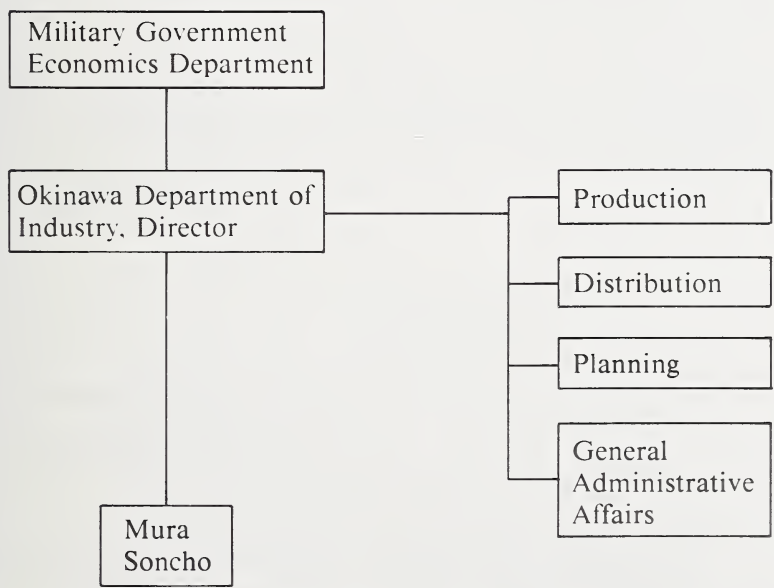 Military Government
Economics Department
Okinawa Department of
Industry, Director
Production
Distribution
Planning
General
Administrative
Affairs
Mura
Soncho